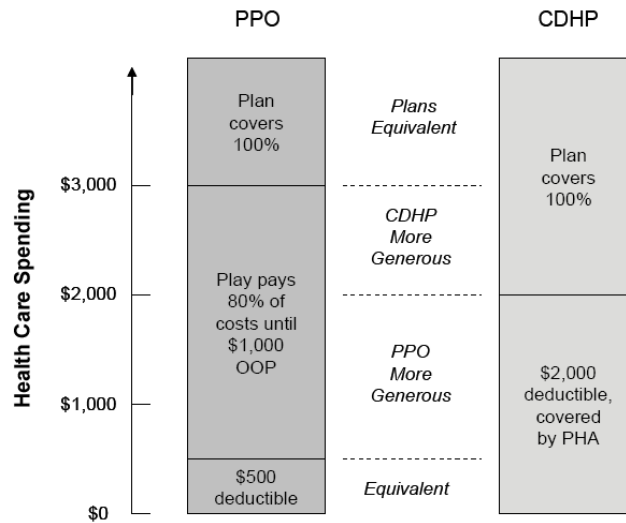 PPO
CDHP
Health Care Spending
$3,000
$2,000
$1,000
$0
Plan
covers
100%
Play pays
80% of
costs until
$1,000
OOP
$500
deductible
Plans
Equivalent
CDHP
More
Generous
PPO
More
Generous
Equivalent
Plan
covers
100%
$2,000
deductible,
covered
by PHA